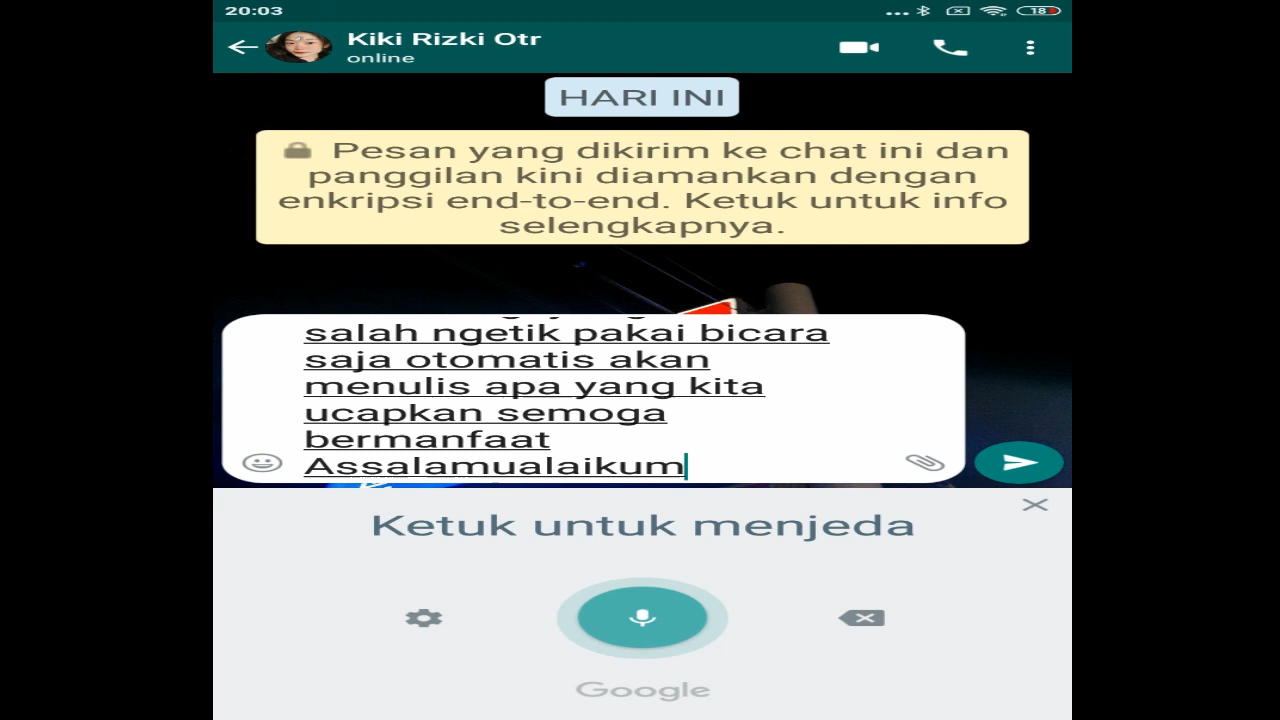 20:03
18
Kiki Rizki Otr
online
HARI INI
Pesan yang dikirim ke chat ini dan
panggilan kini diamankan dengan
enkripsi end-to-end. Ketuk untuk info
selengkapnya.
salah ngetik pakai bicara
saja otomatis akan
menulis apa yang kita
ucapkan semoga
bermanfaat
Assalamualaikum
Ketuk untuk menjeda
Google